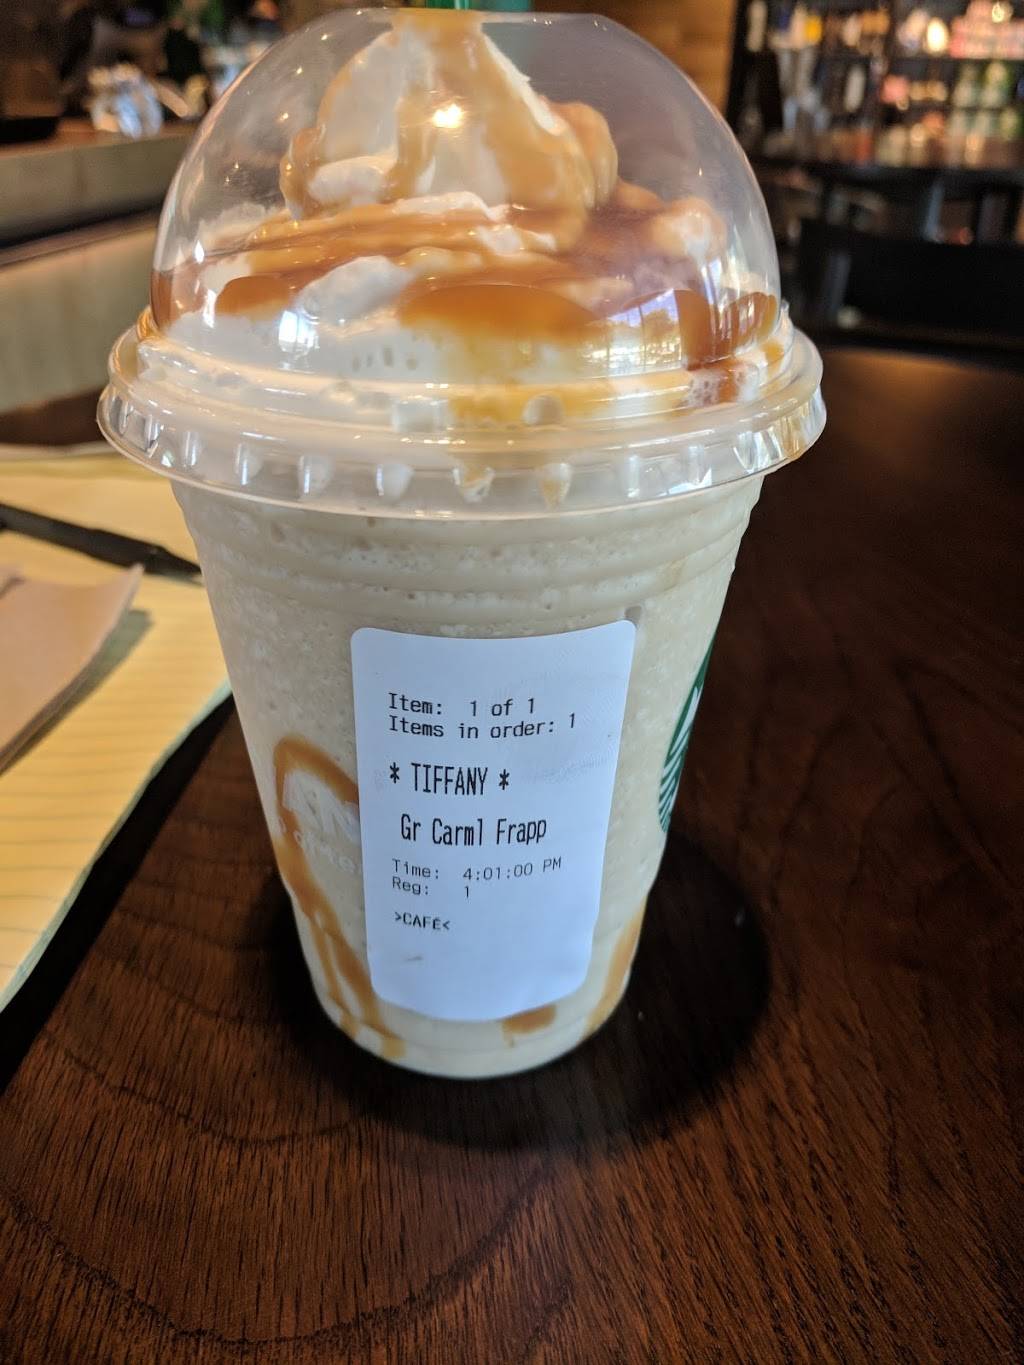 Item: 1 of 1
Items in order: 1
* TIFFANY *
Gr Carml Frapp
Time: 4:01:00 PM
Reg: 1
>CAFÉ<